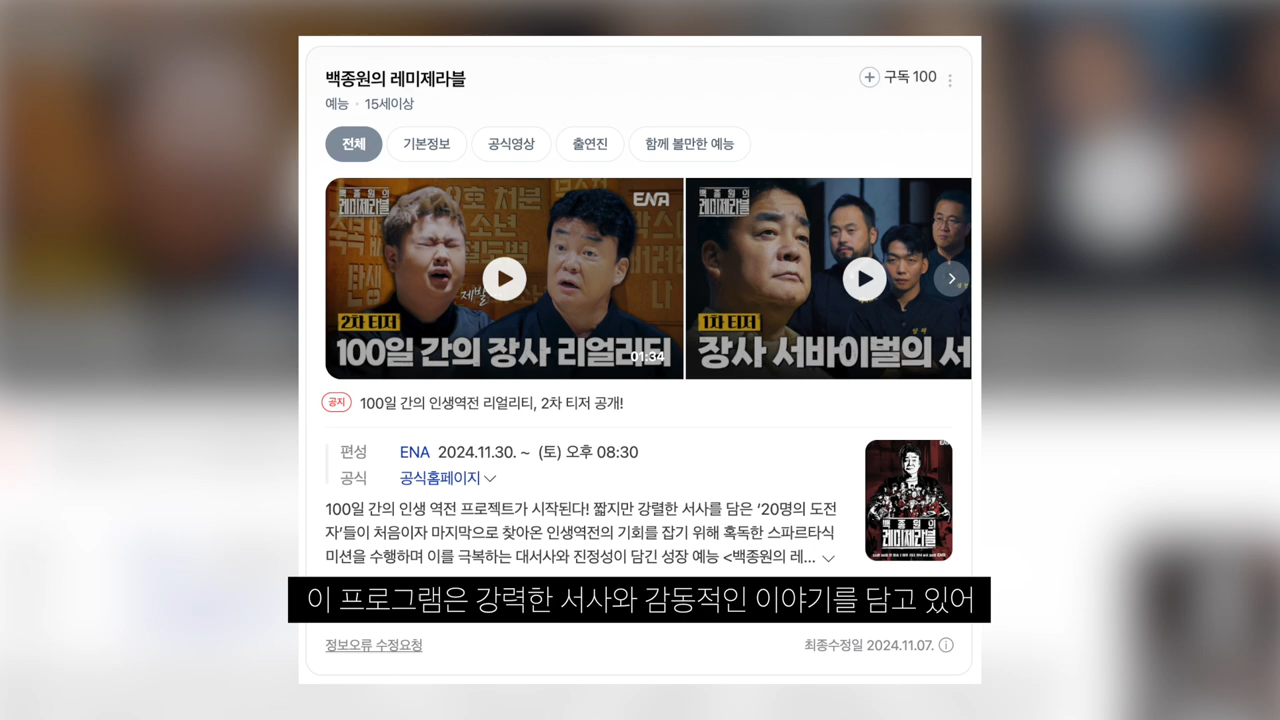 백종원의 레미제라블
구독 100
예능 · 15세이상
전체
기본정보
공식영상
출연진
함께 볼만한 예능
백종원의
레미제라블
ENA
제발
2차 티저
100일 간의 장사 리얼리티
01:34
백종원의
레미제라블
1차 티저
장사 서바이벌의 서
공지 100일 간의 인생역전 리얼리티, 2차 티저 공개!
편성 ENA 2024.11.30. ~ (토) 오후 08:30
공식 공식홈페이지
100일 간의 인생 역전 프로젝트가 시작된다! 짧지만 강렬한 서사를 담은 ‘20명의 도전
자’들이 처음이자 마지막으로 찾아온 인생역전의 기회를 잡기 위해 혹독한 스파르타식
미션을 수행하며 이를 극복하는 대서사와 진정성이 담긴 성장 예능 <백종원의 레...
ENA
백종원의
레미제라블
이 프로그램은 강력한 서사와 감동적인 이야기를 담고 있어
정보오류 수정요청
최종수정일 2024.11.07.